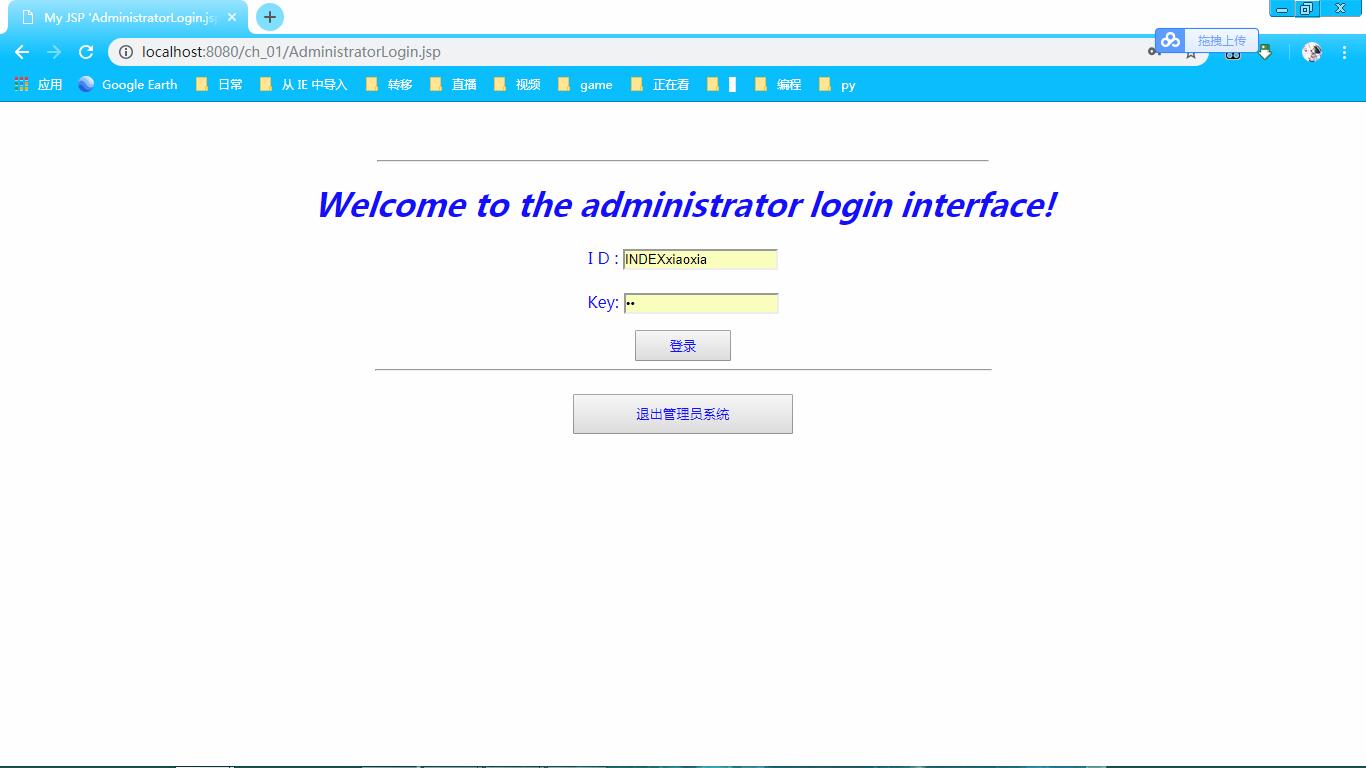 My JSP 'AdministratorLogin.jsp
拖拽上传
localhost:8080/ch_01/AdministratorLogin.jsp
应用 Google Earth 日常 从 IE 中导入 转移 直播 视频 game 正在看 编程 py
Welcome to the administrator login interface!
I D : INDEXxiaoxia
Key: ••
登录
退出管理员系统